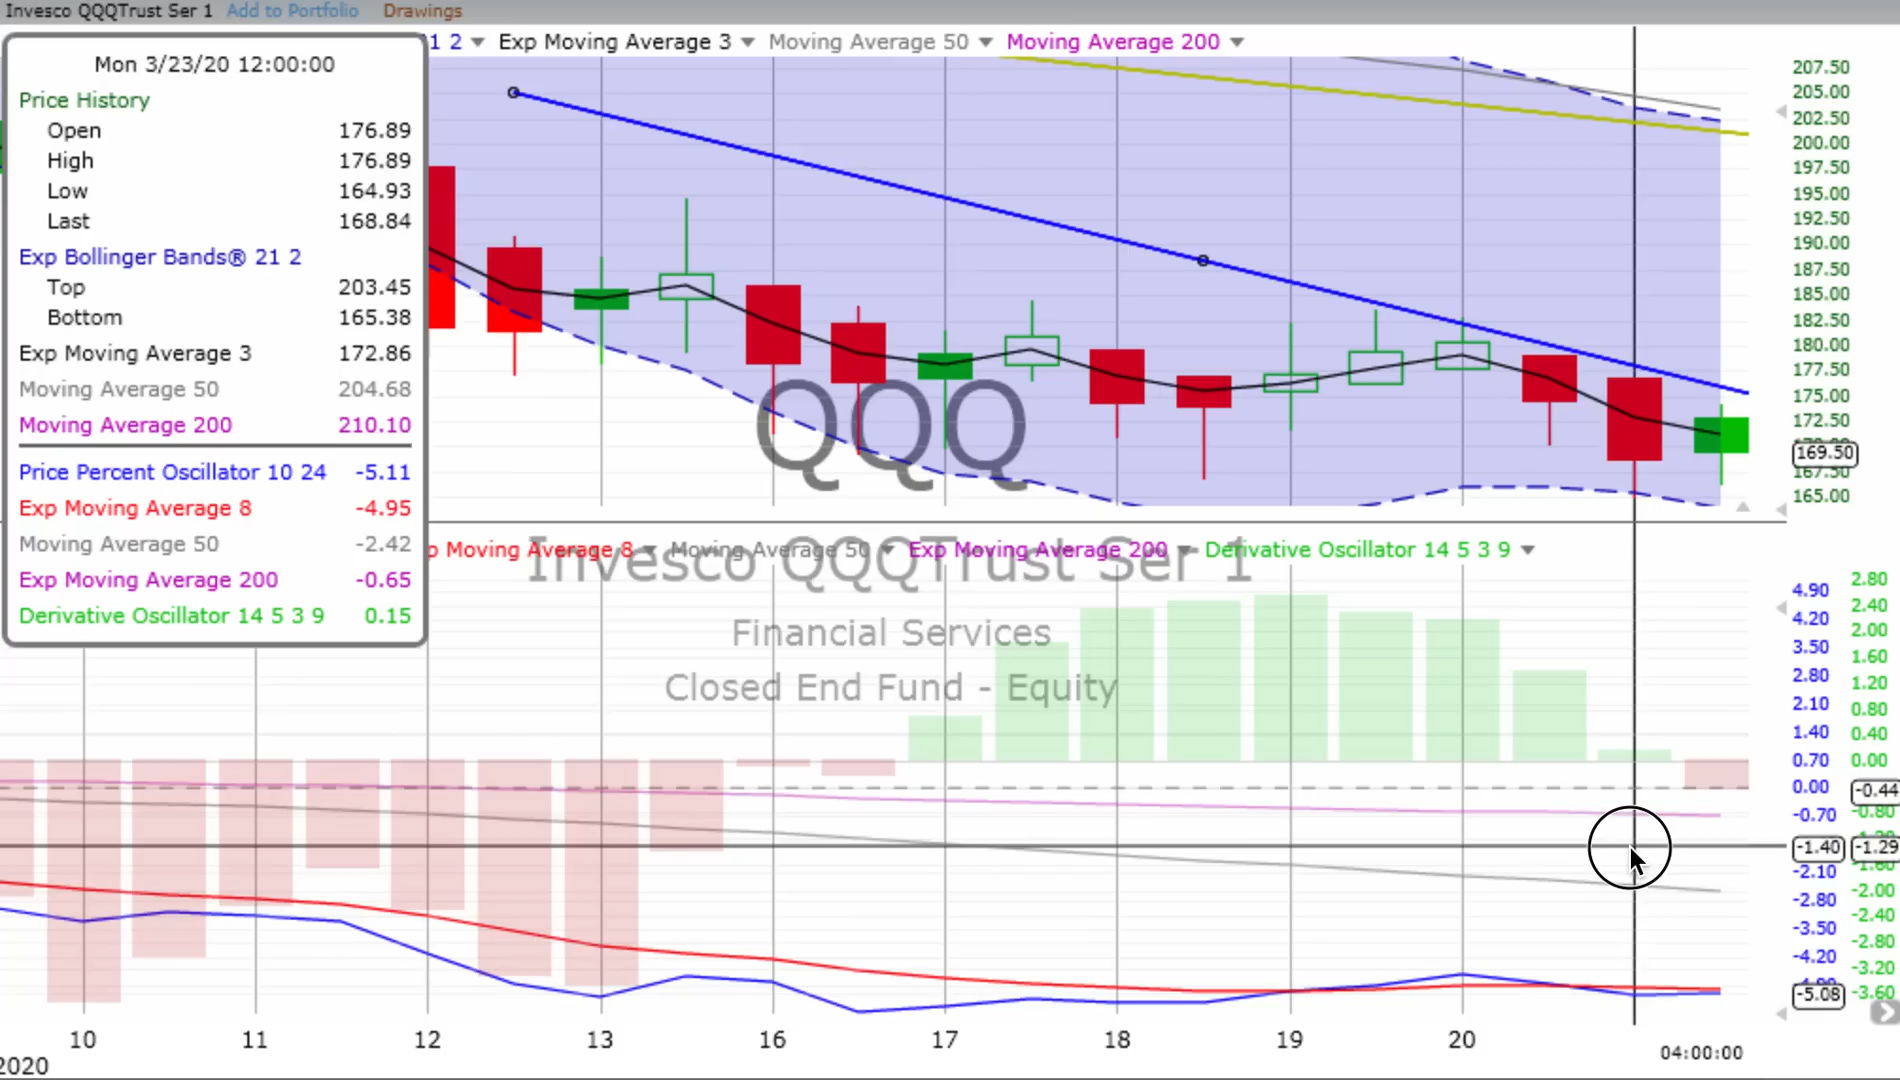 Invesco QQQTrust Ser 1 Add to Portfolio Drawings
21 2 Exp Moving Average 3 Moving Average 50 Moving Average 200
Mon 3/23/20 12:00:00
Price History
Open 176.89
High 176.89
Low 164.93
Last 168.84
Exp Bollinger Bands® 21 2
Top 203.45
Bottom 165.38
Exp Moving Average 3 172.86
Moving Average 50 204.68
Moving Average 200 210.10
Price Percent Oscillator 10 24 -5.11
Exp Moving Average 8 -4.95
Moving Average 50 -2.42
Exp Moving Average 200 -0.65
Derivative Oscillator 14 5 3 9 0.15
207.50
205.00
202.50
200.00
197.50
195.00
192.50
190.00
187.50
185.00
182.50
180.00
177.50
175.00
172.50
169.50
167.50
165.00
QQQ
p Moving Average 8 Moving Average 50 Exp Moving Average 200 Derivative Oscillator 14 5 3 9
Invesco QQQTrust Ser 1
Financial Services
Closed End Fund - Equity
4.90
4.20
3.50
2.80
2.10
1.40
0.70
0.00
-0.70
-1.40
-2.10
-2.80
-3.50
-4.20
-5.08
2.80
2.40
2.00
1.60
1.20
0.80
0.40
0.00
-0.44
-0.80
-1.29
-1.60
-2.00
-2.40
-2.80
-3.20
-3.60
10 11 12 13 16 17 18 19 20 04:00:00
2020